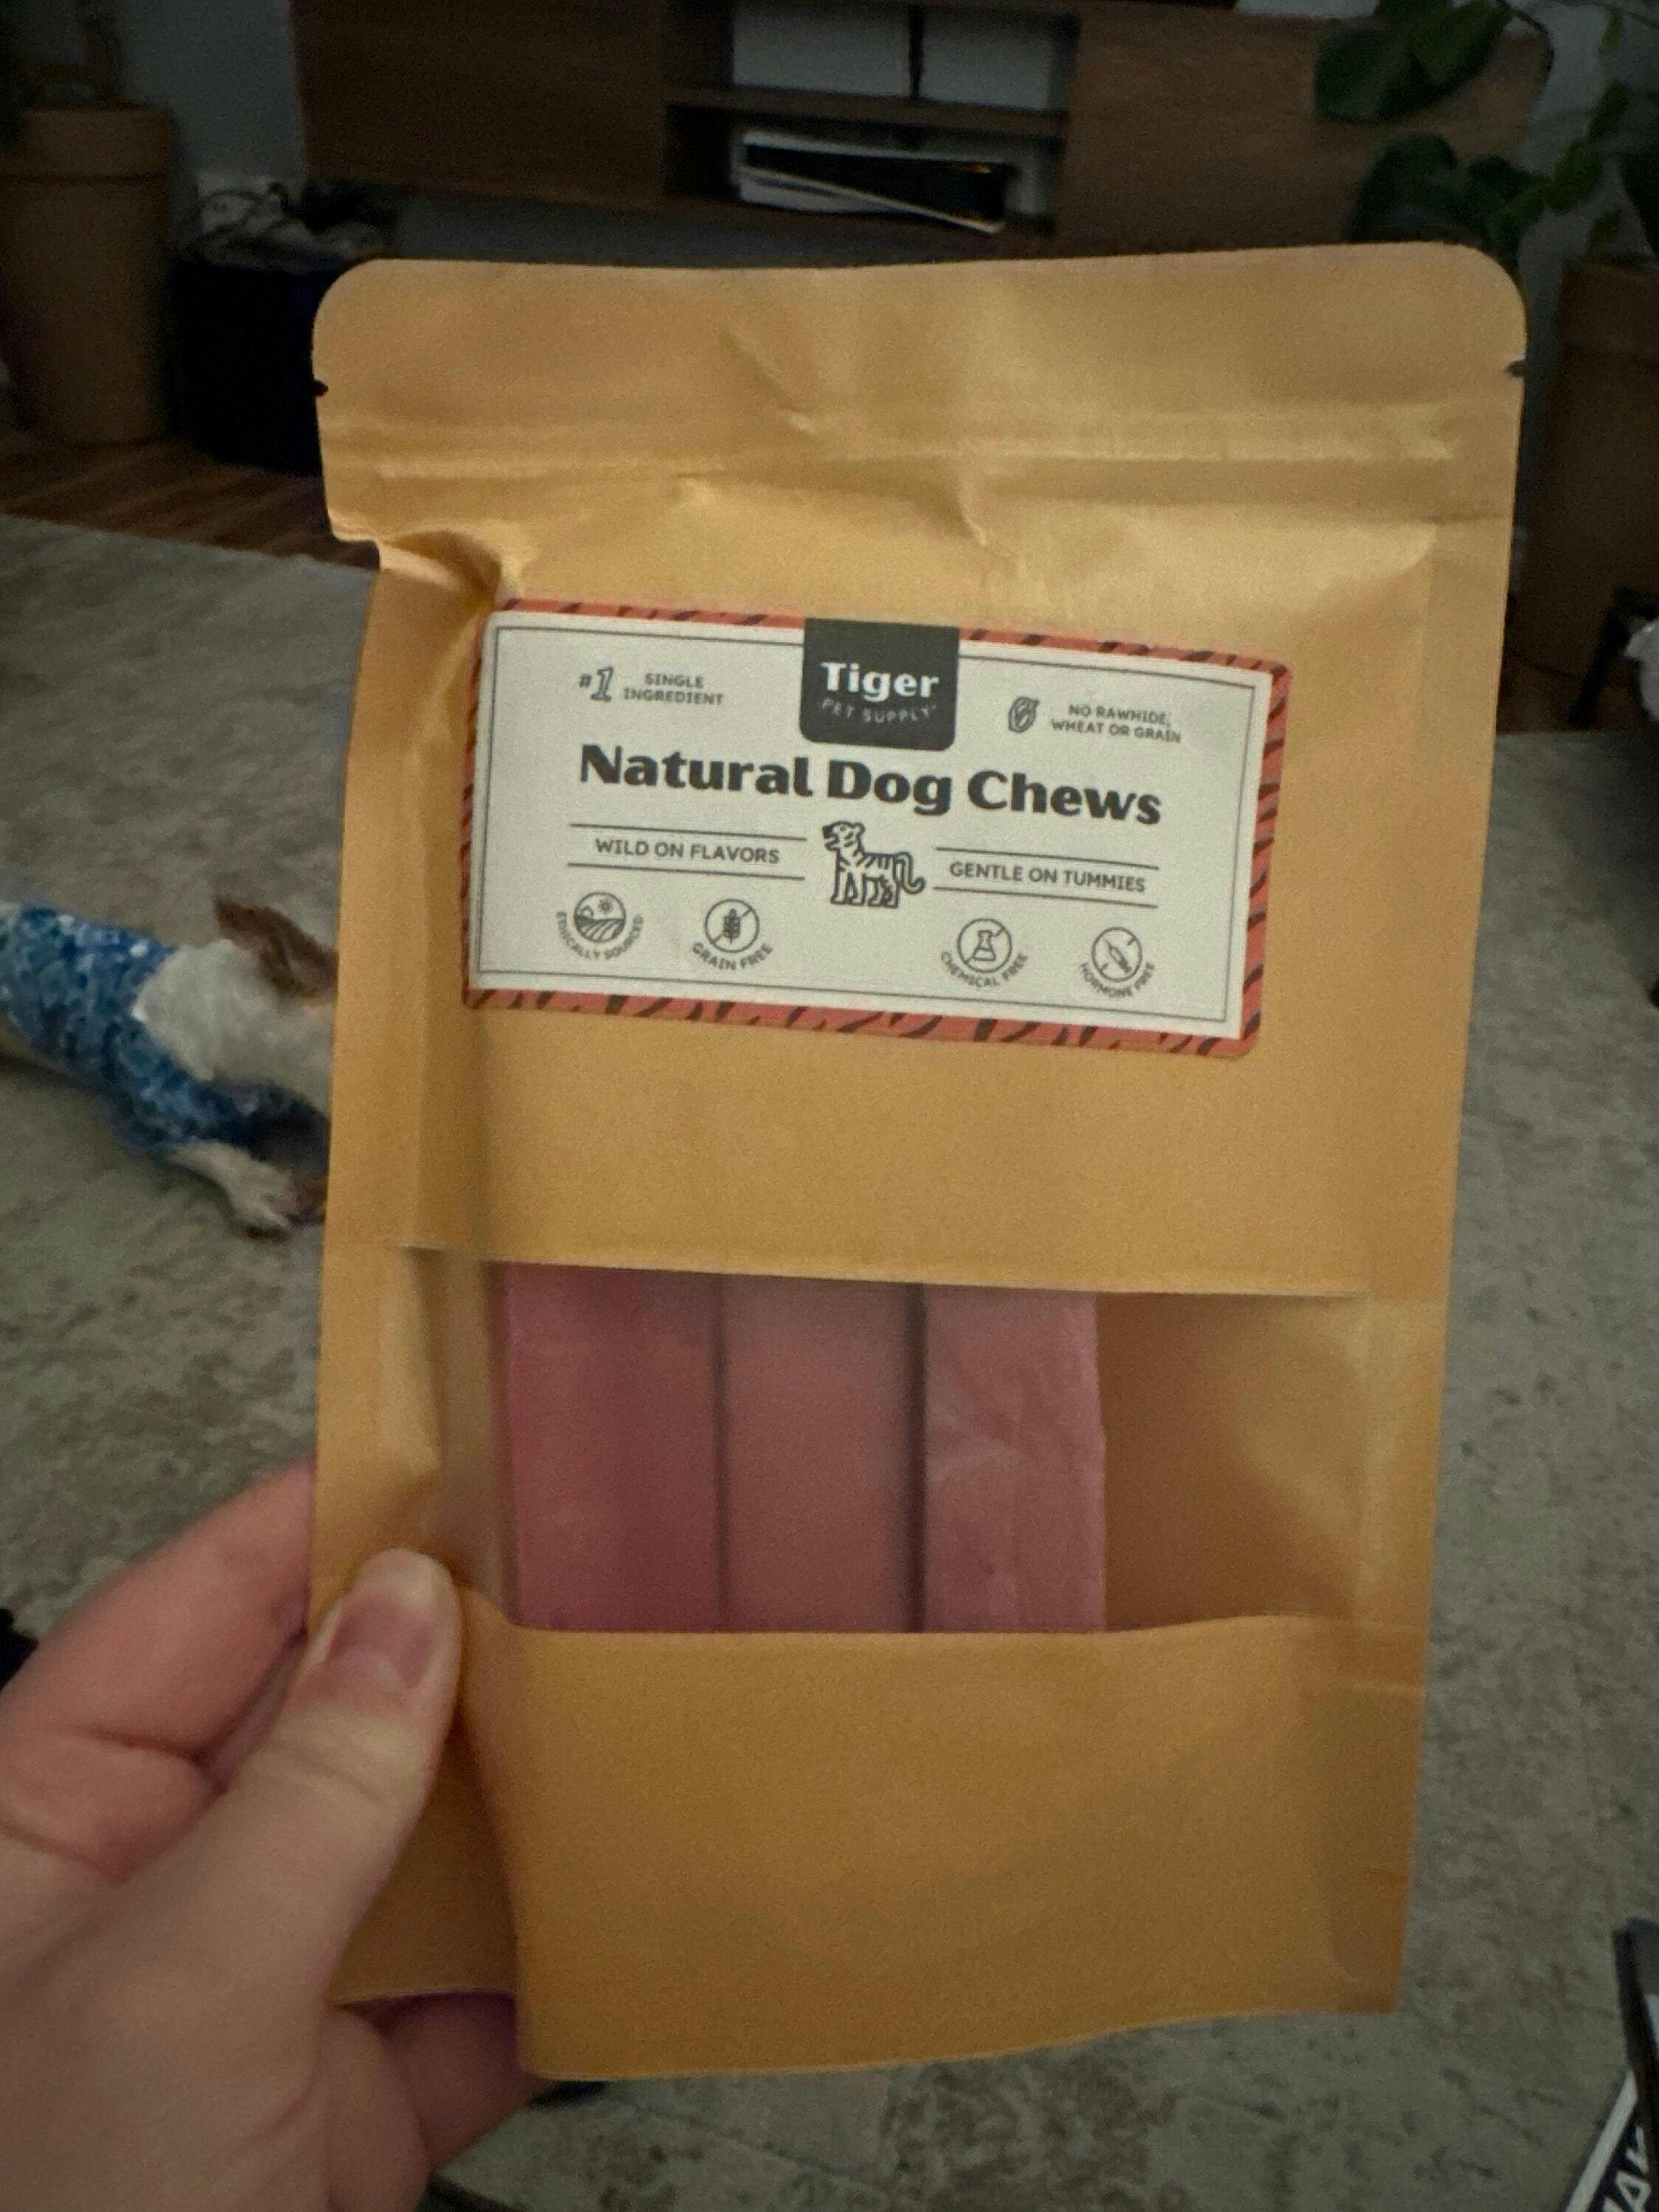 Tiger
PET SUPPLY
#1 SINGLE
INGREDIENT
NO RAWHIDE,
WHEAT OR GRAIN
Natural Dog Chews
WILD ON FLAVORS
GENTLE ON TUMMIES
ETHICALLY SOURCED
GRAIN FREE
CHEMICAL FREE
HORMONE FREE